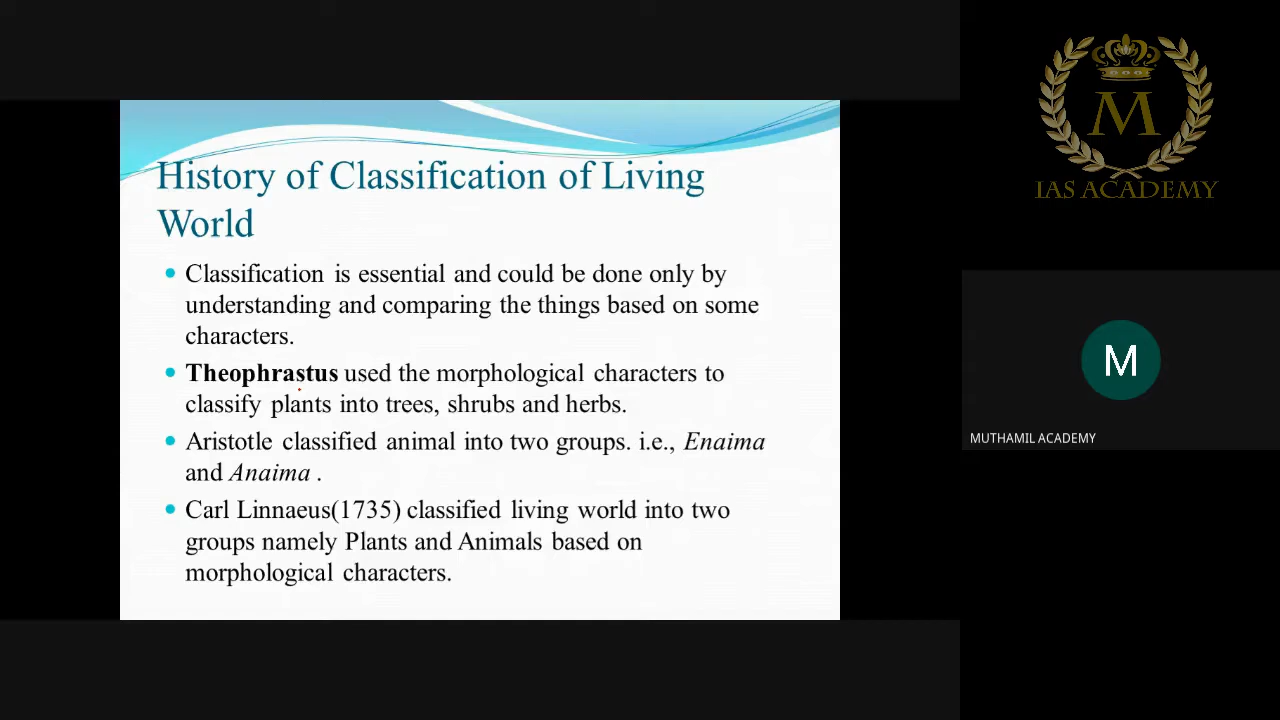 History of Classification of Living
World
• Classification is essential and could be done only by
understanding and comparing the things based on some
characters.
• Theophrastus used the morphological characters to
classify plants into trees, shrubs and herbs.
• Aristotle classified animal into two groups. i.e., Enaima
and Anaima .
• Carl Linnaeus(1735) classified living world into two
groups namely Plants and Animals based on
morphological characters.
M
IAS ACADEMY
M
MUTHAMIL ACADEMY